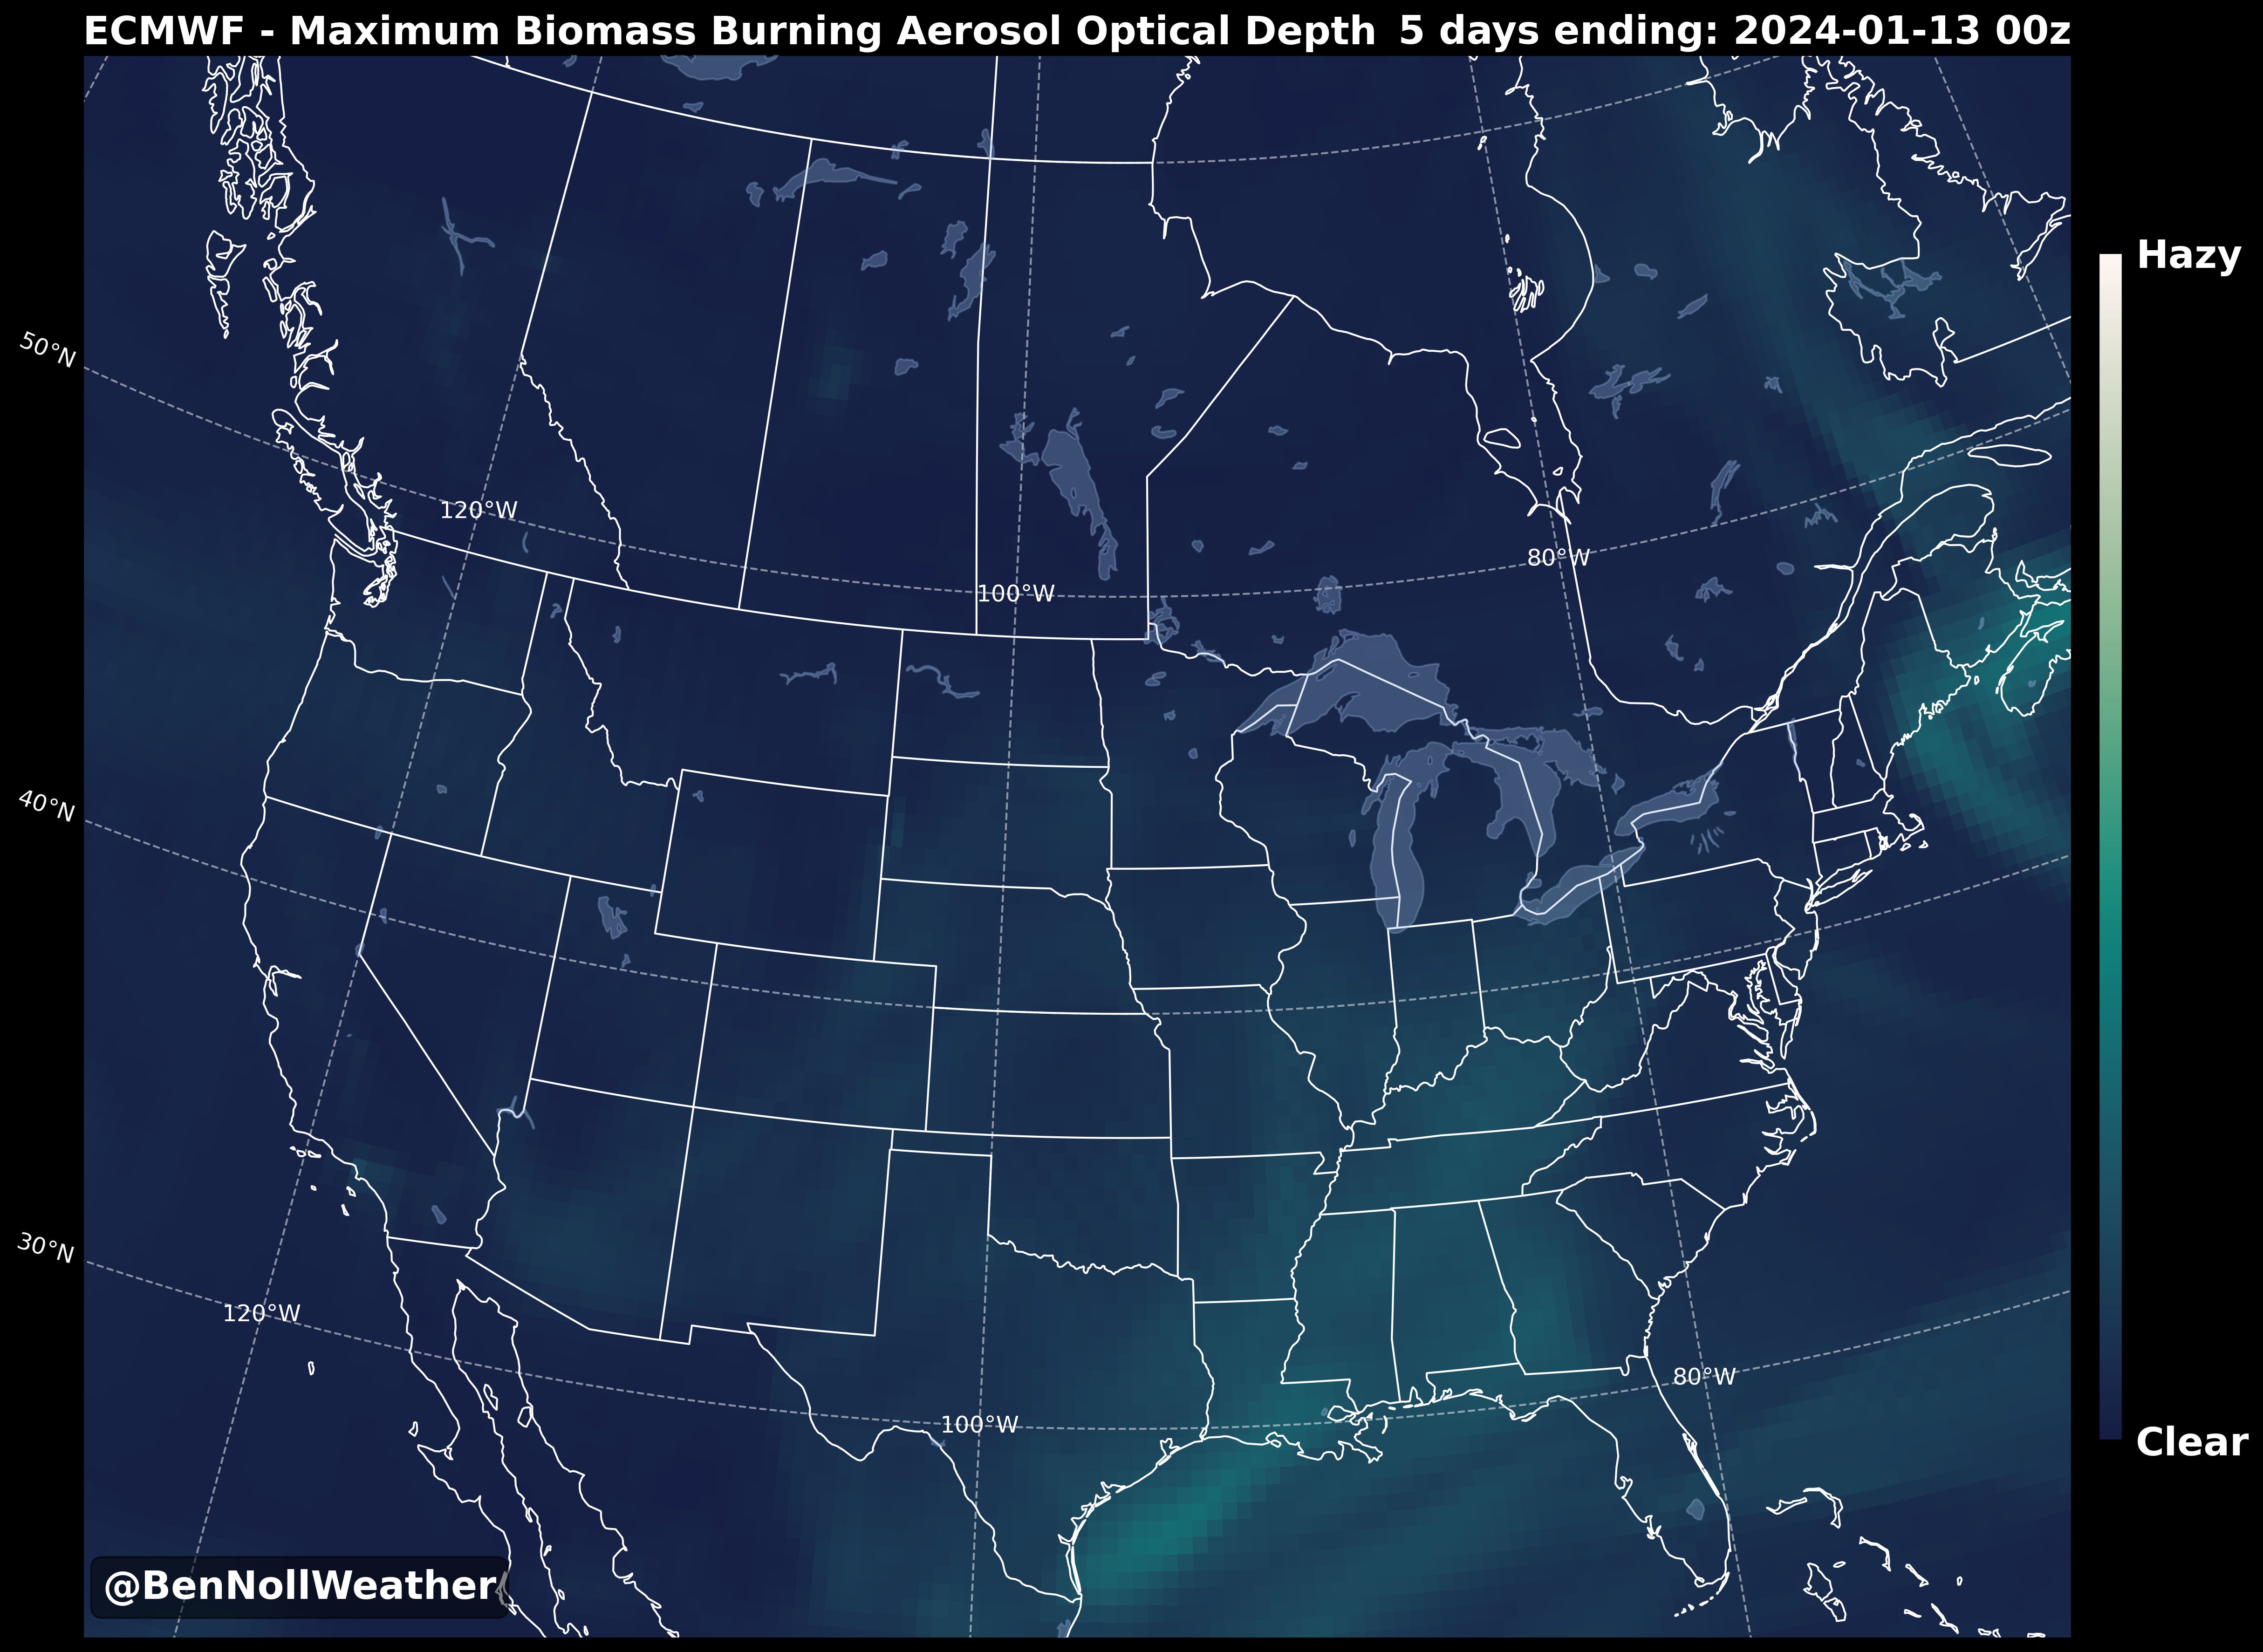 ECMWF - Maximum Biomass Burning Aerosol Optical Depth 5 days ending: 2024-01-13 00z
Hazy
50°N
120°W
80°W
100°W
40°N
30°N
120°W
80°W
100°W
Clear
@BenNollWeather